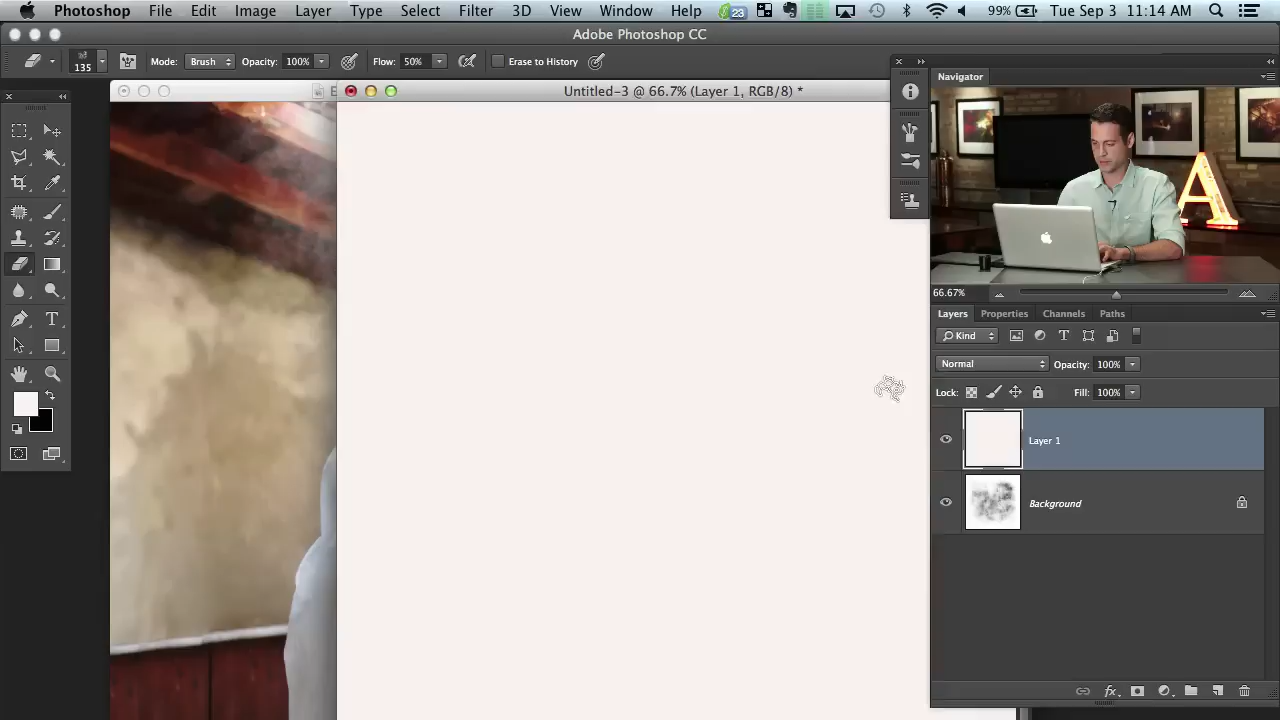 Photoshop File Edit Image Layer Type Select Filter 3D View Window Help 23 99% Tue Sep 3 11:14 AM
Adobe Photoshop CC
135 Mode: Brush Opacity: 100% Flow: 50% Erase to History
Untitled-3 @ 66.7% (Layer 1, RGB/8) *
Navigator
A
66.67%
Layers Properties Channels Paths
Kind
Normal Opacity: 100%
Lock: Fill: 100%
Layer 1
Background
fx